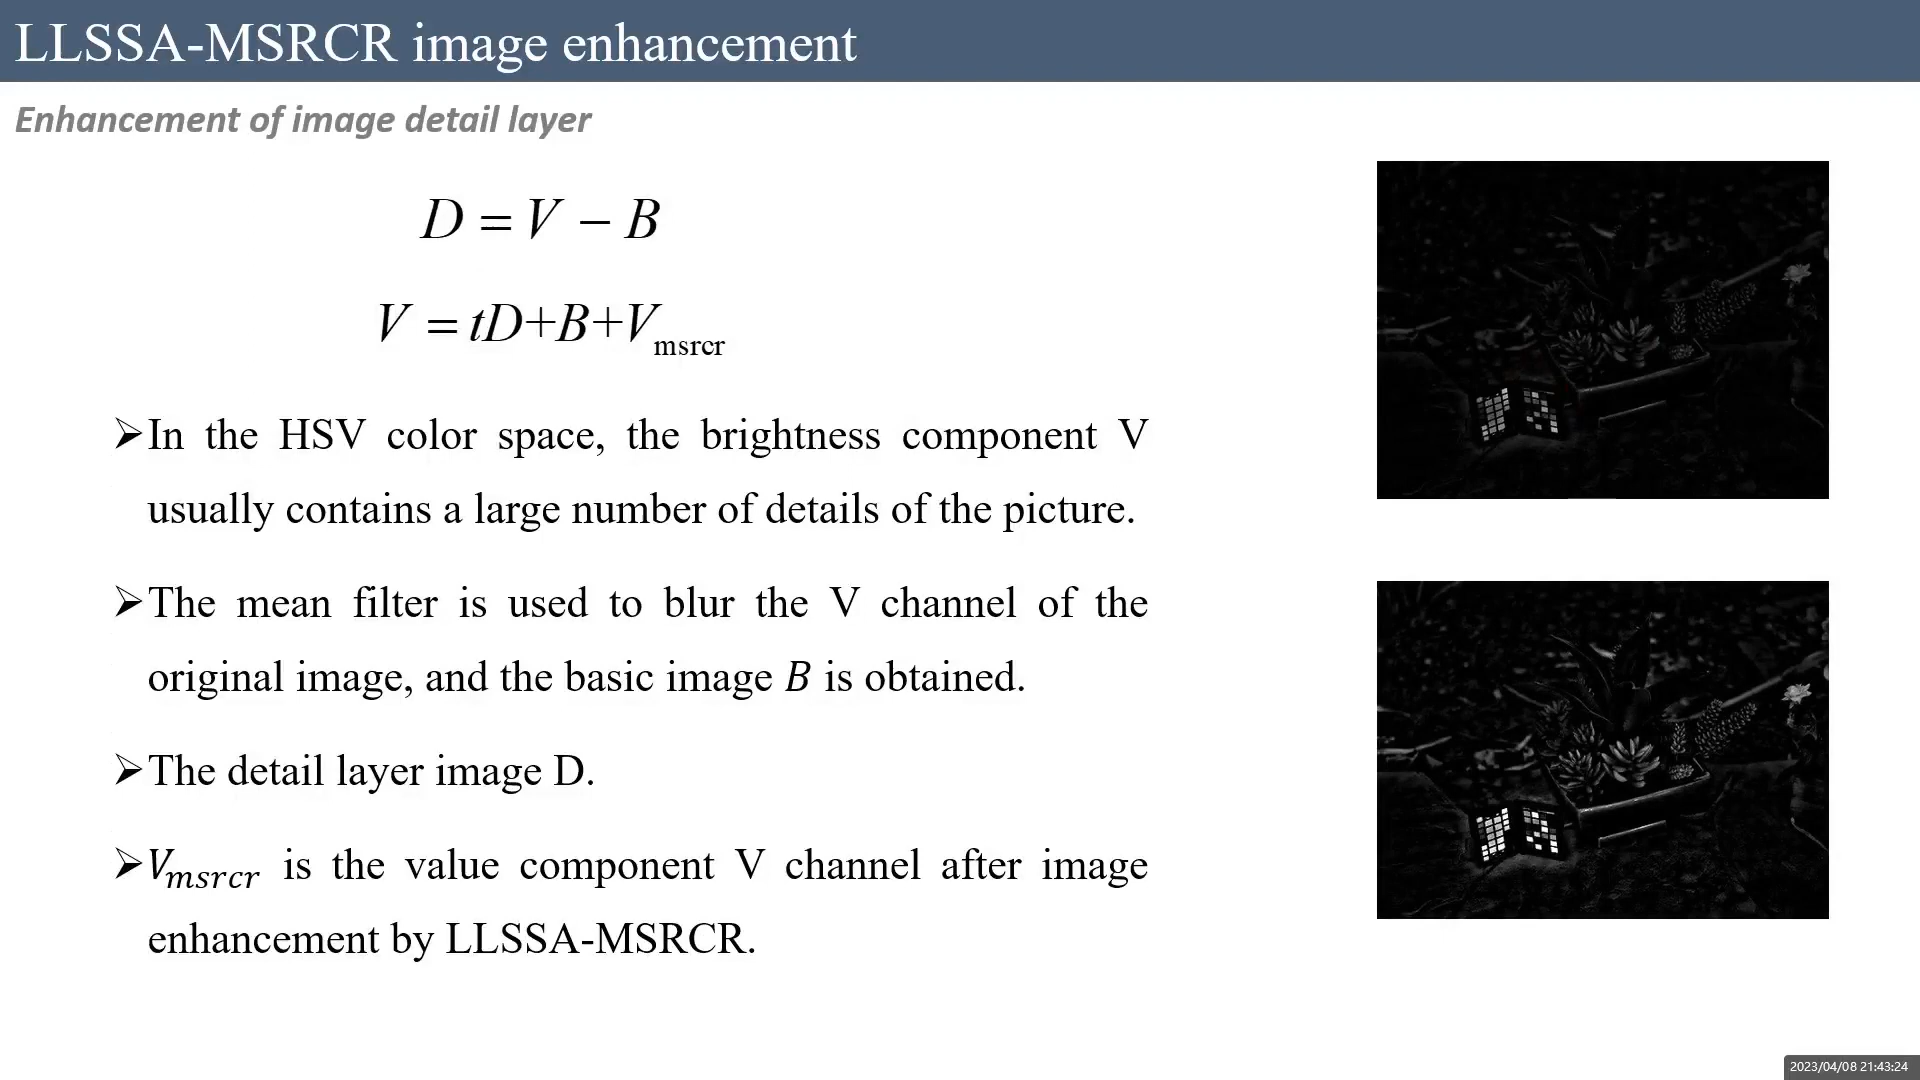 LLSSA-MSRCR image enhancement
Enhancement of image detail layer
D = V − B
V = tD+B+Vmsrcr
➢In the HSV color space, the brightness component V
usually contains a large number of details of the picture.
➢The mean filter is used to blur the V channel of the
original image, and the basic image B is obtained.
➢The detail layer image D.
➢Vmsrcr is the value component V channel after image
enhancement by LLSSA-MSRCR.
2023/04/08 21:43:24